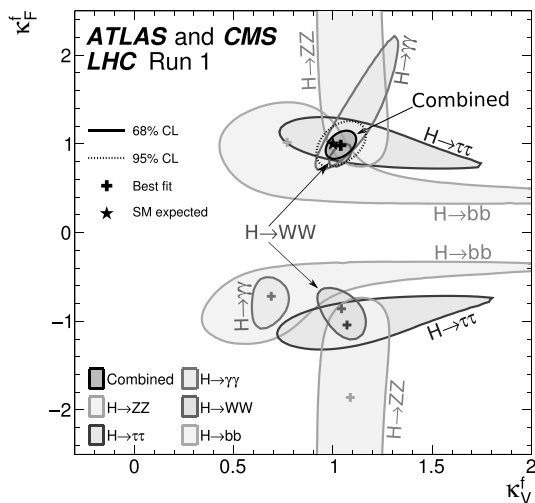 κ_F^f
ATLAS and CMS
LHC Run 1
68% CL
95% CL
Best fit
SM expected
H→ZZ
H→γγ
Combined
H→ττ
H→bb
H→WW
H→bb
H→γγ
H→ττ
H→ZZ
Combined
H→γγ
H→ZZ
H→WW
H→ττ
H→bb
2
1
0
−1
−2
0
0.5
1
1.5
2
κ_V^f